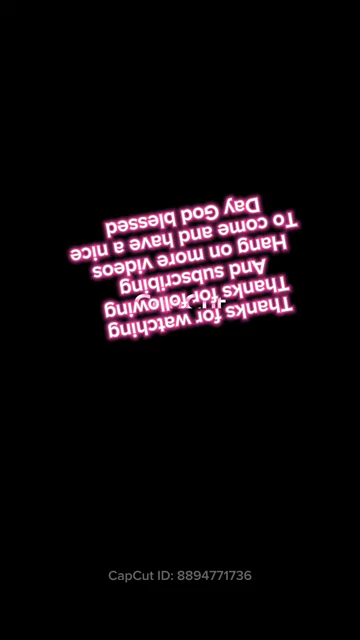 Thanks for watching
Thanks for following
And subscribing
Hang on more videos
To come and have a nice
Day God blessed
CapCut
CapCut ID: 8894771736